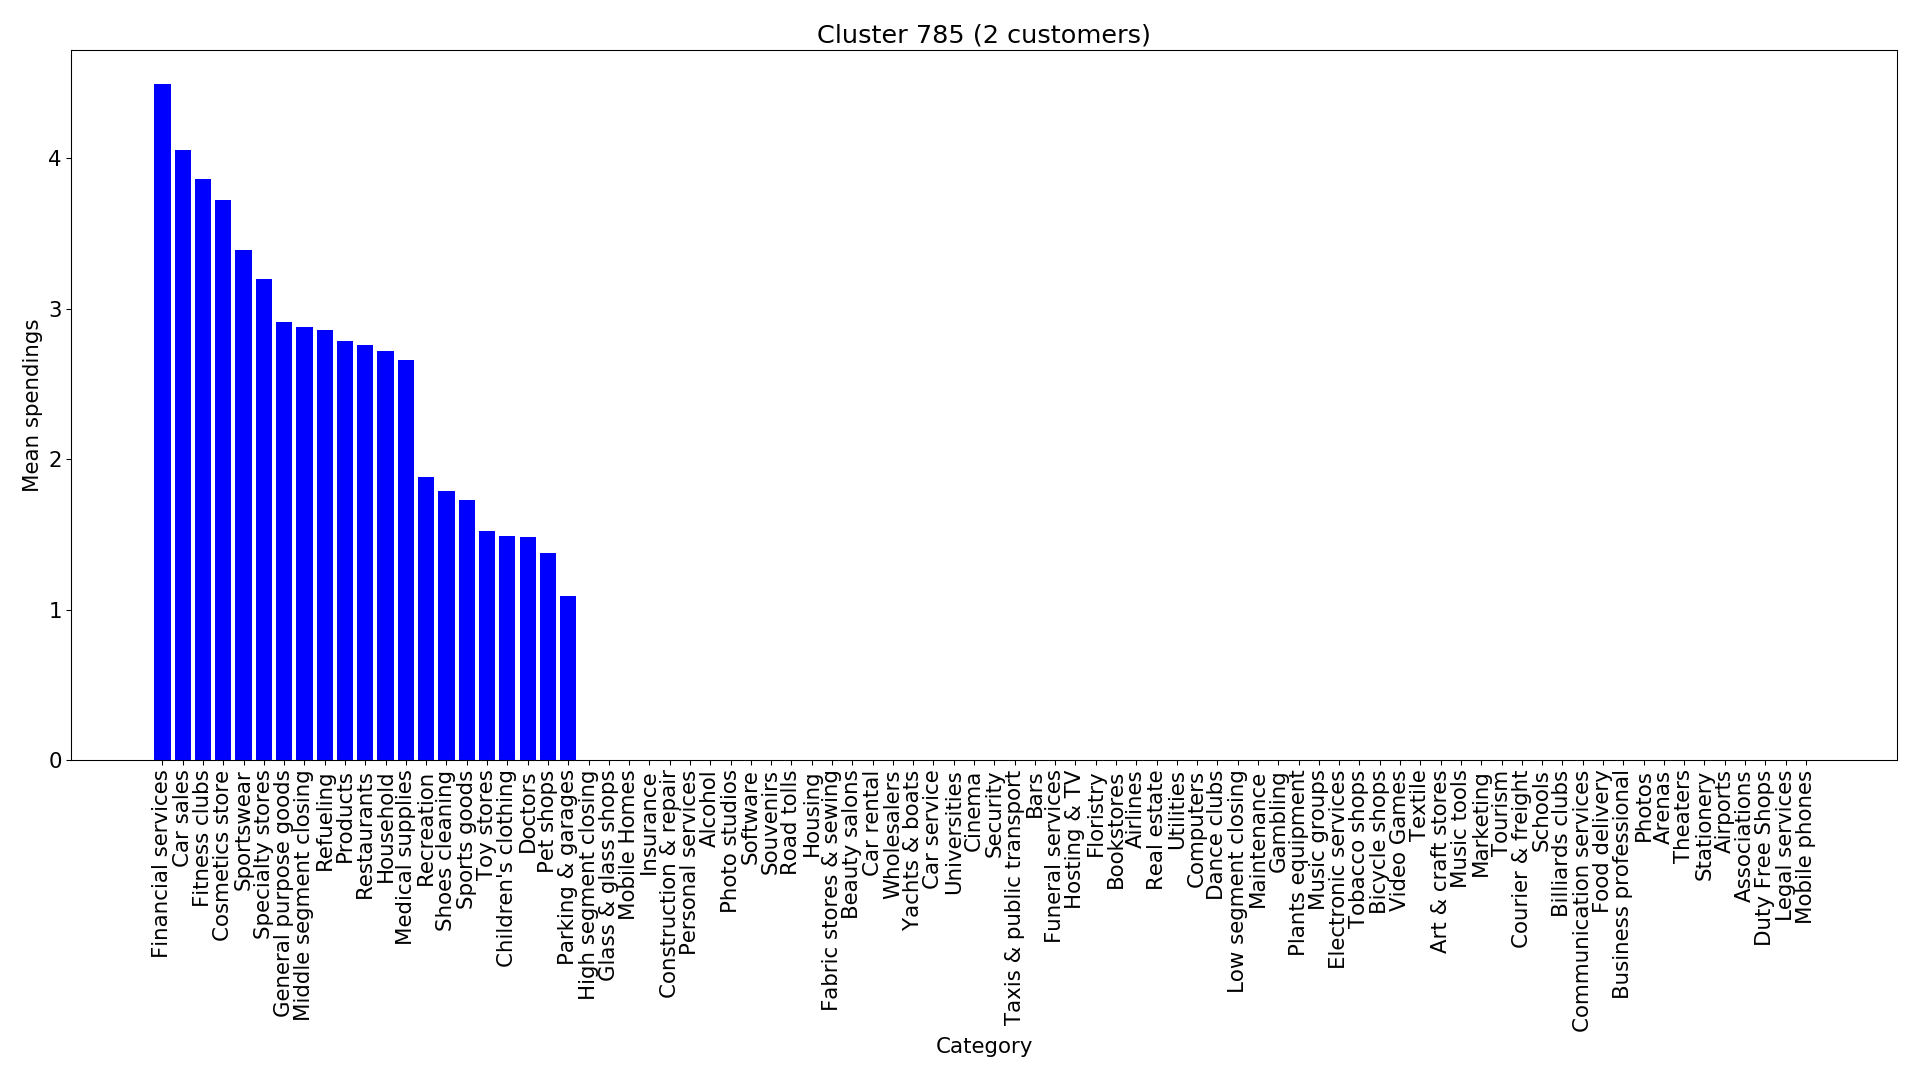 Cluster 785 (2 customers)
Mean spendings
4
3
2
1
0
Financial services
Car sales
Fitness clubs
Cosmetics store
Sportswear
Specialty stores
General purpose goods
Middle segment closing
Refueling
Products
Restaurants
Household
Medical supplies
Recreation
Shoes cleaning
Sports goods
Toy stores
Children's clothing
Doctors
Pet shops
Parking & garages
High segment closing
Glass & glass shops
Mobile Homes
Insurance
Construction & repair
Personal services
Alcohol
Photo studios
Software
Souvenirs
Road tolls
Housing
Fabric stores & sewing
Beauty salons
Car rental
Wholesalers
Yachts & boats
Car service
Universities
Cinema
Security
Taxis & public transport
Bars
Funeral services
Hosting & TV
Floristry
Bookstores
Airlines
Real estate
Utilities
Computers
Dance clubs
Low segment closing
Maintenance
Gambling
Plants equipment
Music groups
Electronic services
Tobacco shops
Bicycle shops
Video Games
Textile
Art & craft stores
Music tools
Marketing
Tourism
Courier & freight
Schools
Billiards clubs
Communication services
Food delivery
Business professional
Photos
Arenas
Theaters
Stationery
Airports
Associations
Duty Free Shops
Legal services
Mobile phones
Category